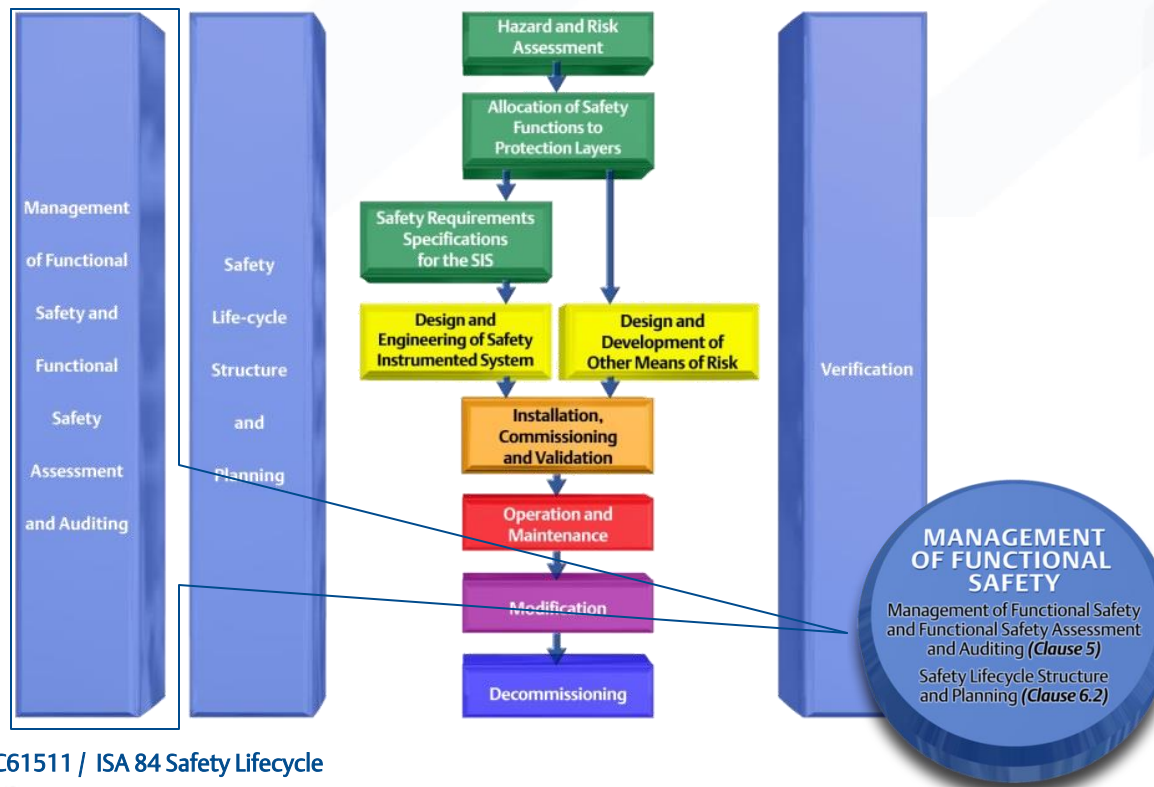 Management
of Functional
Safety and
Functional
Safety
Assessment
and Auditing
Safety
Life-cycle
Structure
and
Planning
Hazard and Risk
Assessment
Allocation of Safety
Functions to
Protection Layers
Safety Requirements
Specifications
for the SIS
Design and
Engineering of Safety
Instrumented System
Design and
Development of
Other Means of Risk
Installation,
Commissioning
and Validation
Operation and
Maintenance
Modification
Decommissioning
Verification
MANAGEMENT
OF FUNCTIONAL
SAFETY
Management of Functional Safety
and Functional Safety Assessment
and Auditing (Clause 5)
Safety Lifecycle Structure
and Planning (Clause 6.2)
C61511 / ISA 84 Safety Lifecycle